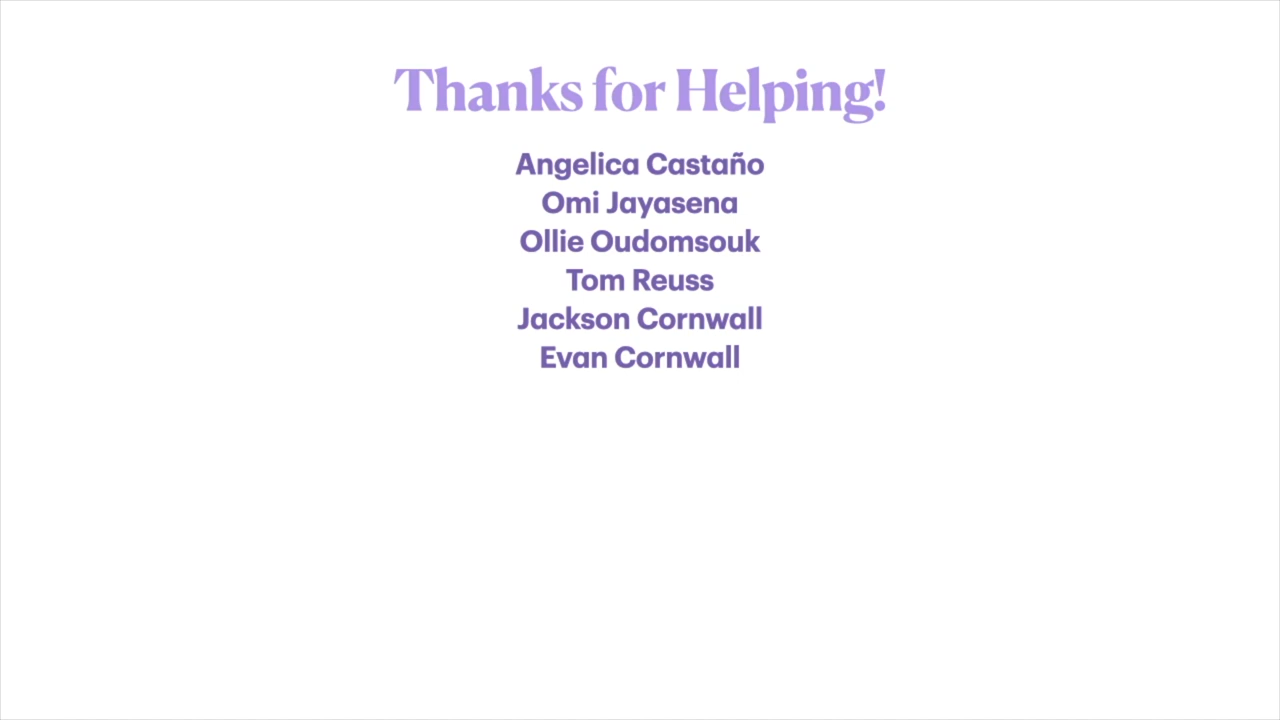 Thanks for Helping!
Angelica Castaño
Omi Jayasena
Ollie Oudomsouk
Tom Reuss
Jackson Cornwall
Evan Cornwall